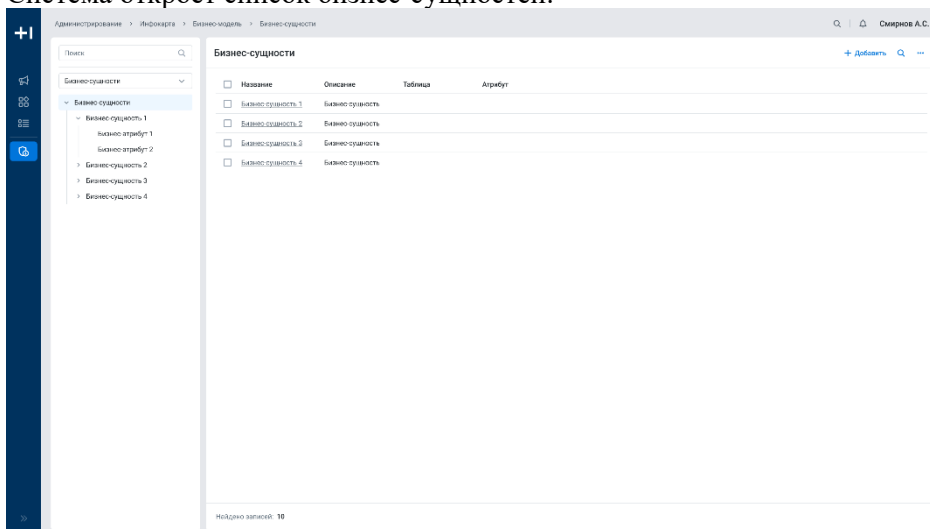 Система откроет список бизнес-сущностей.
Администрирование > Инфокарта > Бизнес-модель > Бизнес-сущности
Смирнов А.С.
Поиск
Бизнес-сущности
Бизнес сущности
Бизнес-сущность 1
Бизнес-атрибут 1
Бизнес-атрибут 2
Бизнес-сущность 2
Бизнес-сущность 3
Бизнес-сущность 4
Бизнес-сущности
+ Добавить
Название Описание Таблица Атрибут
Бизнес-сущность 1 Бизнес-сущность
Бизнес-сущность 2 Бизнес-сущность
Бизнес-сущность 3 Бизнес-сущность
Бизнес-сущность 4 Бизнес-сущность
Найдено записей: 10